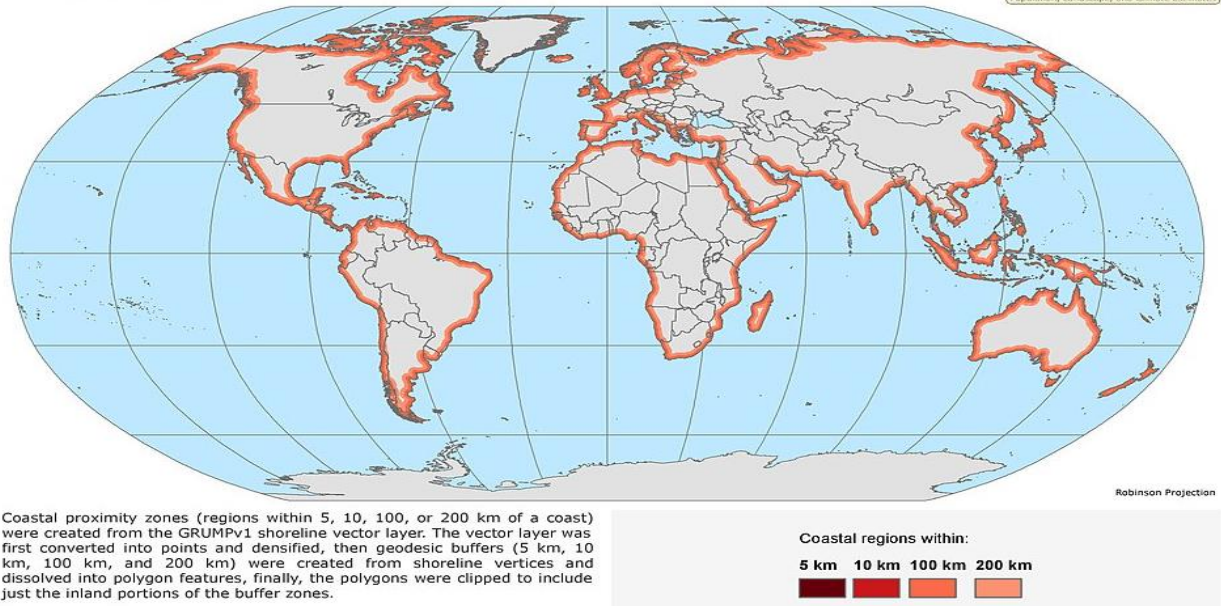 Robinson Projection
Coastal proximity zones (regions within 5, 10, 100, or 200 km of a coast)
were created from the GRUMPv1 shoreline vector layer. The vector layer was
first converted into points and densified, then geodesic buffers (5 km, 10
km, 100 km, and 200 km) were created from shoreline vertices and
dissolved into polygon features, finally, the polygons were clipped to include
just the inland portions of the buffer zones.
Coastal regions within:
5 km 10 km 100 km 200 km